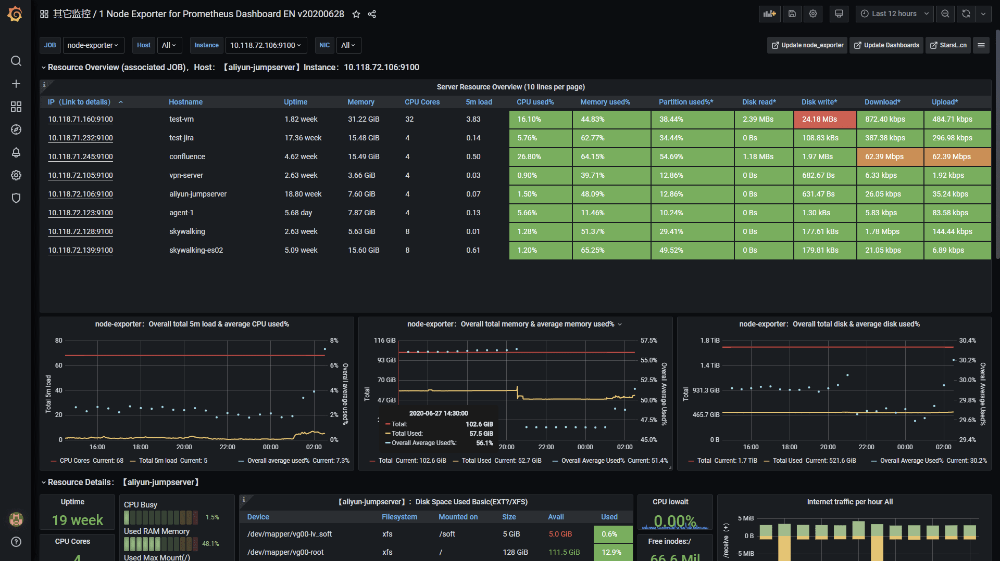 其它监控 / 1 Node Exporter for Prometheus Dashboard EN v20200628
Last 12 hours
JOB node-exporter Host All Instance 10.118.72.106:9100 NIC All
Update node_exporter Update Dashboards StarsL.cn
Resource Overview (associated JOB)，Host：【aliyun-jumpserver】Instance：10.118.72.106:9100
Server Resource Overview (10 lines per page)
IP（Link to details） Hostname Uptime Memory CPU Cores 5m load CPU used% Memory used% Partition used%* Disk read* Disk write* Download* Upload*
10.118.71.160:9100 test-vm 1.82 week 31.22 GiB 32 3.83 16.10% 44.83% 38.44% 2.39 MBs 24.18 MBs 872.40 kbps 484.71 kbps
10.118.71.232:9100 test-jira 17.36 week 15.48 GiB 4 0.14 5.76% 62.77% 34.44% 0 Bs 108.83 kBs 387.38 kbps 296.98 kbps
10.118.71.245:9100 confluence 4.62 week 15.49 GiB 4 0.50 26.80% 64.15% 54.69% 1.18 MBs 1.97 MBs 62.39 Mbps 62.39 Mbps
10.118.72.105:9100 vpn-server 2.63 week 3.66 GiB 4 0.03 0.90% 39.71% 12.86% 0 Bs 682.67 Bs 6.33 kbps 1.92 kbps
10.118.72.106:9100 aliyun-jumpserver 18.80 week 7.60 GiB 4 0.07 1.50% 48.09% 12.86% 0 Bs 631.47 Bs 26.05 kbps 35.24 kbps
10.118.72.123:9100 agent-1 5.68 day 7.87 GiB 4 0.13 5.66% 11.46% 10.24% 0 Bs 1.30 kBs 5.83 kbps 83.58 kbps
10.118.72.128:9100 skywalking 2.63 week 5.63 GiB 8 0.01 1.28% 51.37% 29.41% 0 Bs 177.61 kBs 1.78 Mbps 144.44 kbps
10.118.72.139:9100 skywalking-es02 5.09 week 15.60 GiB 8 0.61 1.20% 65.25% 49.52% 0 Bs 179.81 kBs 21.05 kbps 6.89 kbps
node-exporter：Overall total 5m load & average CPU used%
80 8%
60 6%
40 4%
20 2%
0 0%
Total 5m load
Overall average used%
16:00 18:00 20:00 22:00 00:00 02:00
CPU Cores Current: 68 Total 5m load Current: 5 Overall average used% Current: 7.3%
node-exporter：Overall total memory & average memory used%
116 GiB 57.5%
93 GiB 55.0%
70 GiB 52.5%
47 GiB 50.0%
2 47.5%
45.0%
Total
Overall Average Used%
2020-06-27 14:30:00
Total: 102.6 GiB
Total Used: 57.5 GiB
Overall Average Used%: 56.1%
20:00 22:00 00:00 02:00
Total Current: 102.6 GiB Total Used Current: 52.7 GiB Overall Average Used% Current: 51.4%
node-exporter：Overall total disk & average disk used%
1.8 TiB 30.4%
30.2%
1.4 TiB
30.0%
931.3 GiB
29.8%
465.7 GiB
29.6%
0 B 29.4%
Total
Overall Average Used%
16:00 18:00 20:00 22:00 00:00 02:00
Total Current: 1.7 TiB Total Used Current: 521.6 GiB Overall Average Used% Current: 30.2%
Resource Details：【aliyun-jumpserver】
Uptime
19 week
CPU Cores
4
CPU Busy
1.5%
Used RAM Memory
48.1%
Used Max Mount(/)
【aliyun-jumpserver】：Disk Space Used Basic(EXT?/XFS)
Device Filesystem Mounted on Size Avail Used
/dev/mapper/vg00-lv_soft xfs /soft 5 GiB 5.0 GiB 0.6%
/dev/mapper/vg00-root xfs / 128 GiB 111.5 GiB 12.9%
CPU iowait
0.00%
Free inodes:/
66.6 Mil
Internet traffic per hour All
5 MiB
0 B
-5 MiB
/receive (+)